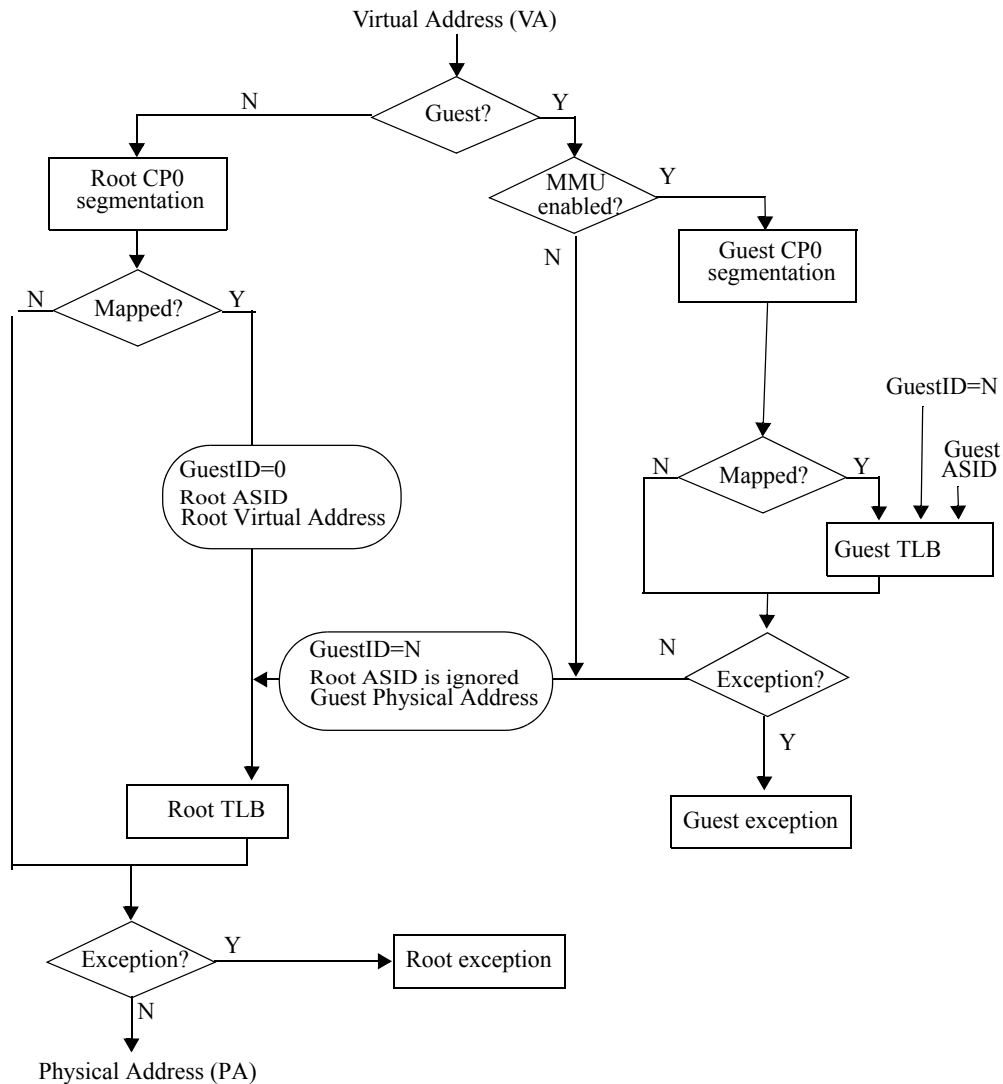 Virtual Address (VA)
N
Guest?
Y
Root CP0
segmentation
MMU
enabled?
Y
N
Guest CP0
segmentation
N
Mapped?
Y
GuestID=N
Guest
ASID
N
Mapped?
Y
GuestID=0
Root ASID
Root Virtual Address
Guest TLB
GuestID=N
Root ASID is ignored
Guest Physical Address
N
Exception?
Y
Root TLB
Guest exception
Exception?
Y
Root exception
N
Physical Address (PA)